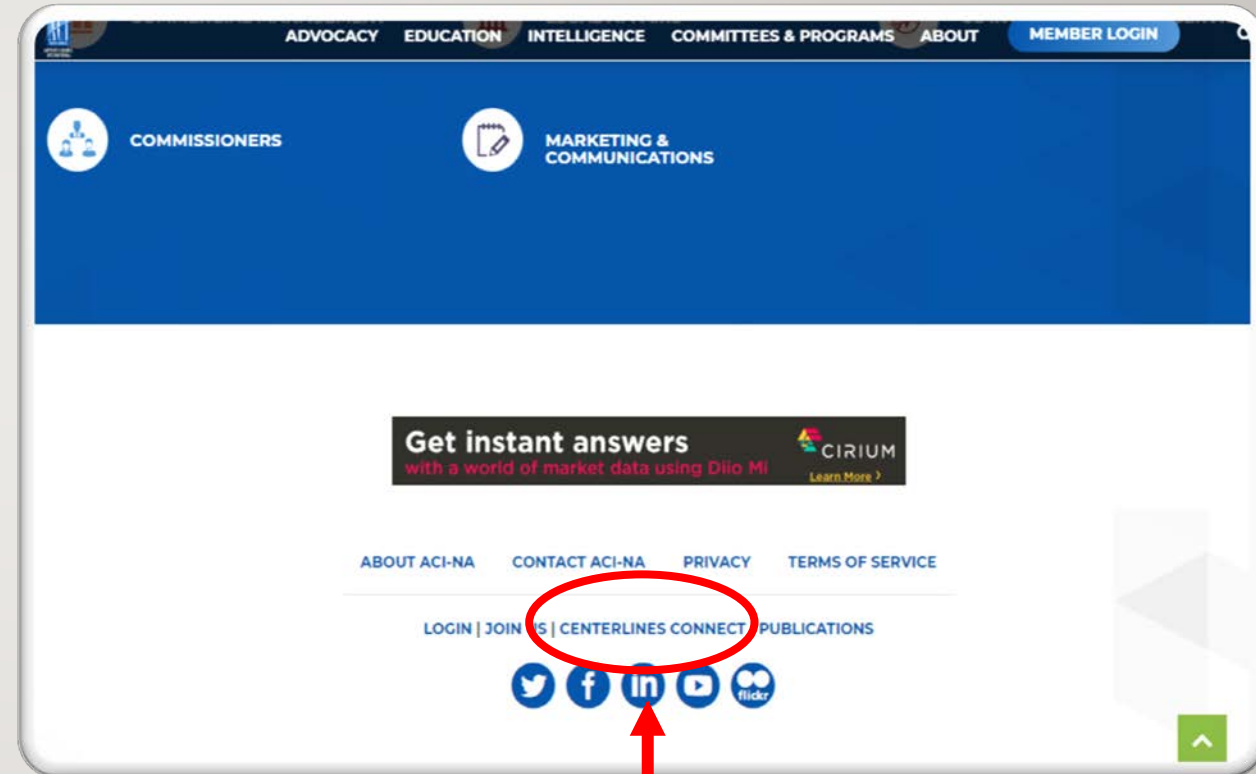 ADVOCACY EDUCATION INTELLIGENCE COMMITTEES & PROGRAMS ABOUT MEMBER LOGIN
COMMISSIONERS
MARKETING &
COMMUNICATIONS
Get instant answers
with a world of market data using Diio Mi
CIRIUM
Learn More >
ABOUT ACI-NA CONTACT ACI-NA PRIVACY TERMS OF SERVICE
LOGIN | JOIN US | CENTERLINES CONNECT PUBLICATIONS
f in flickr